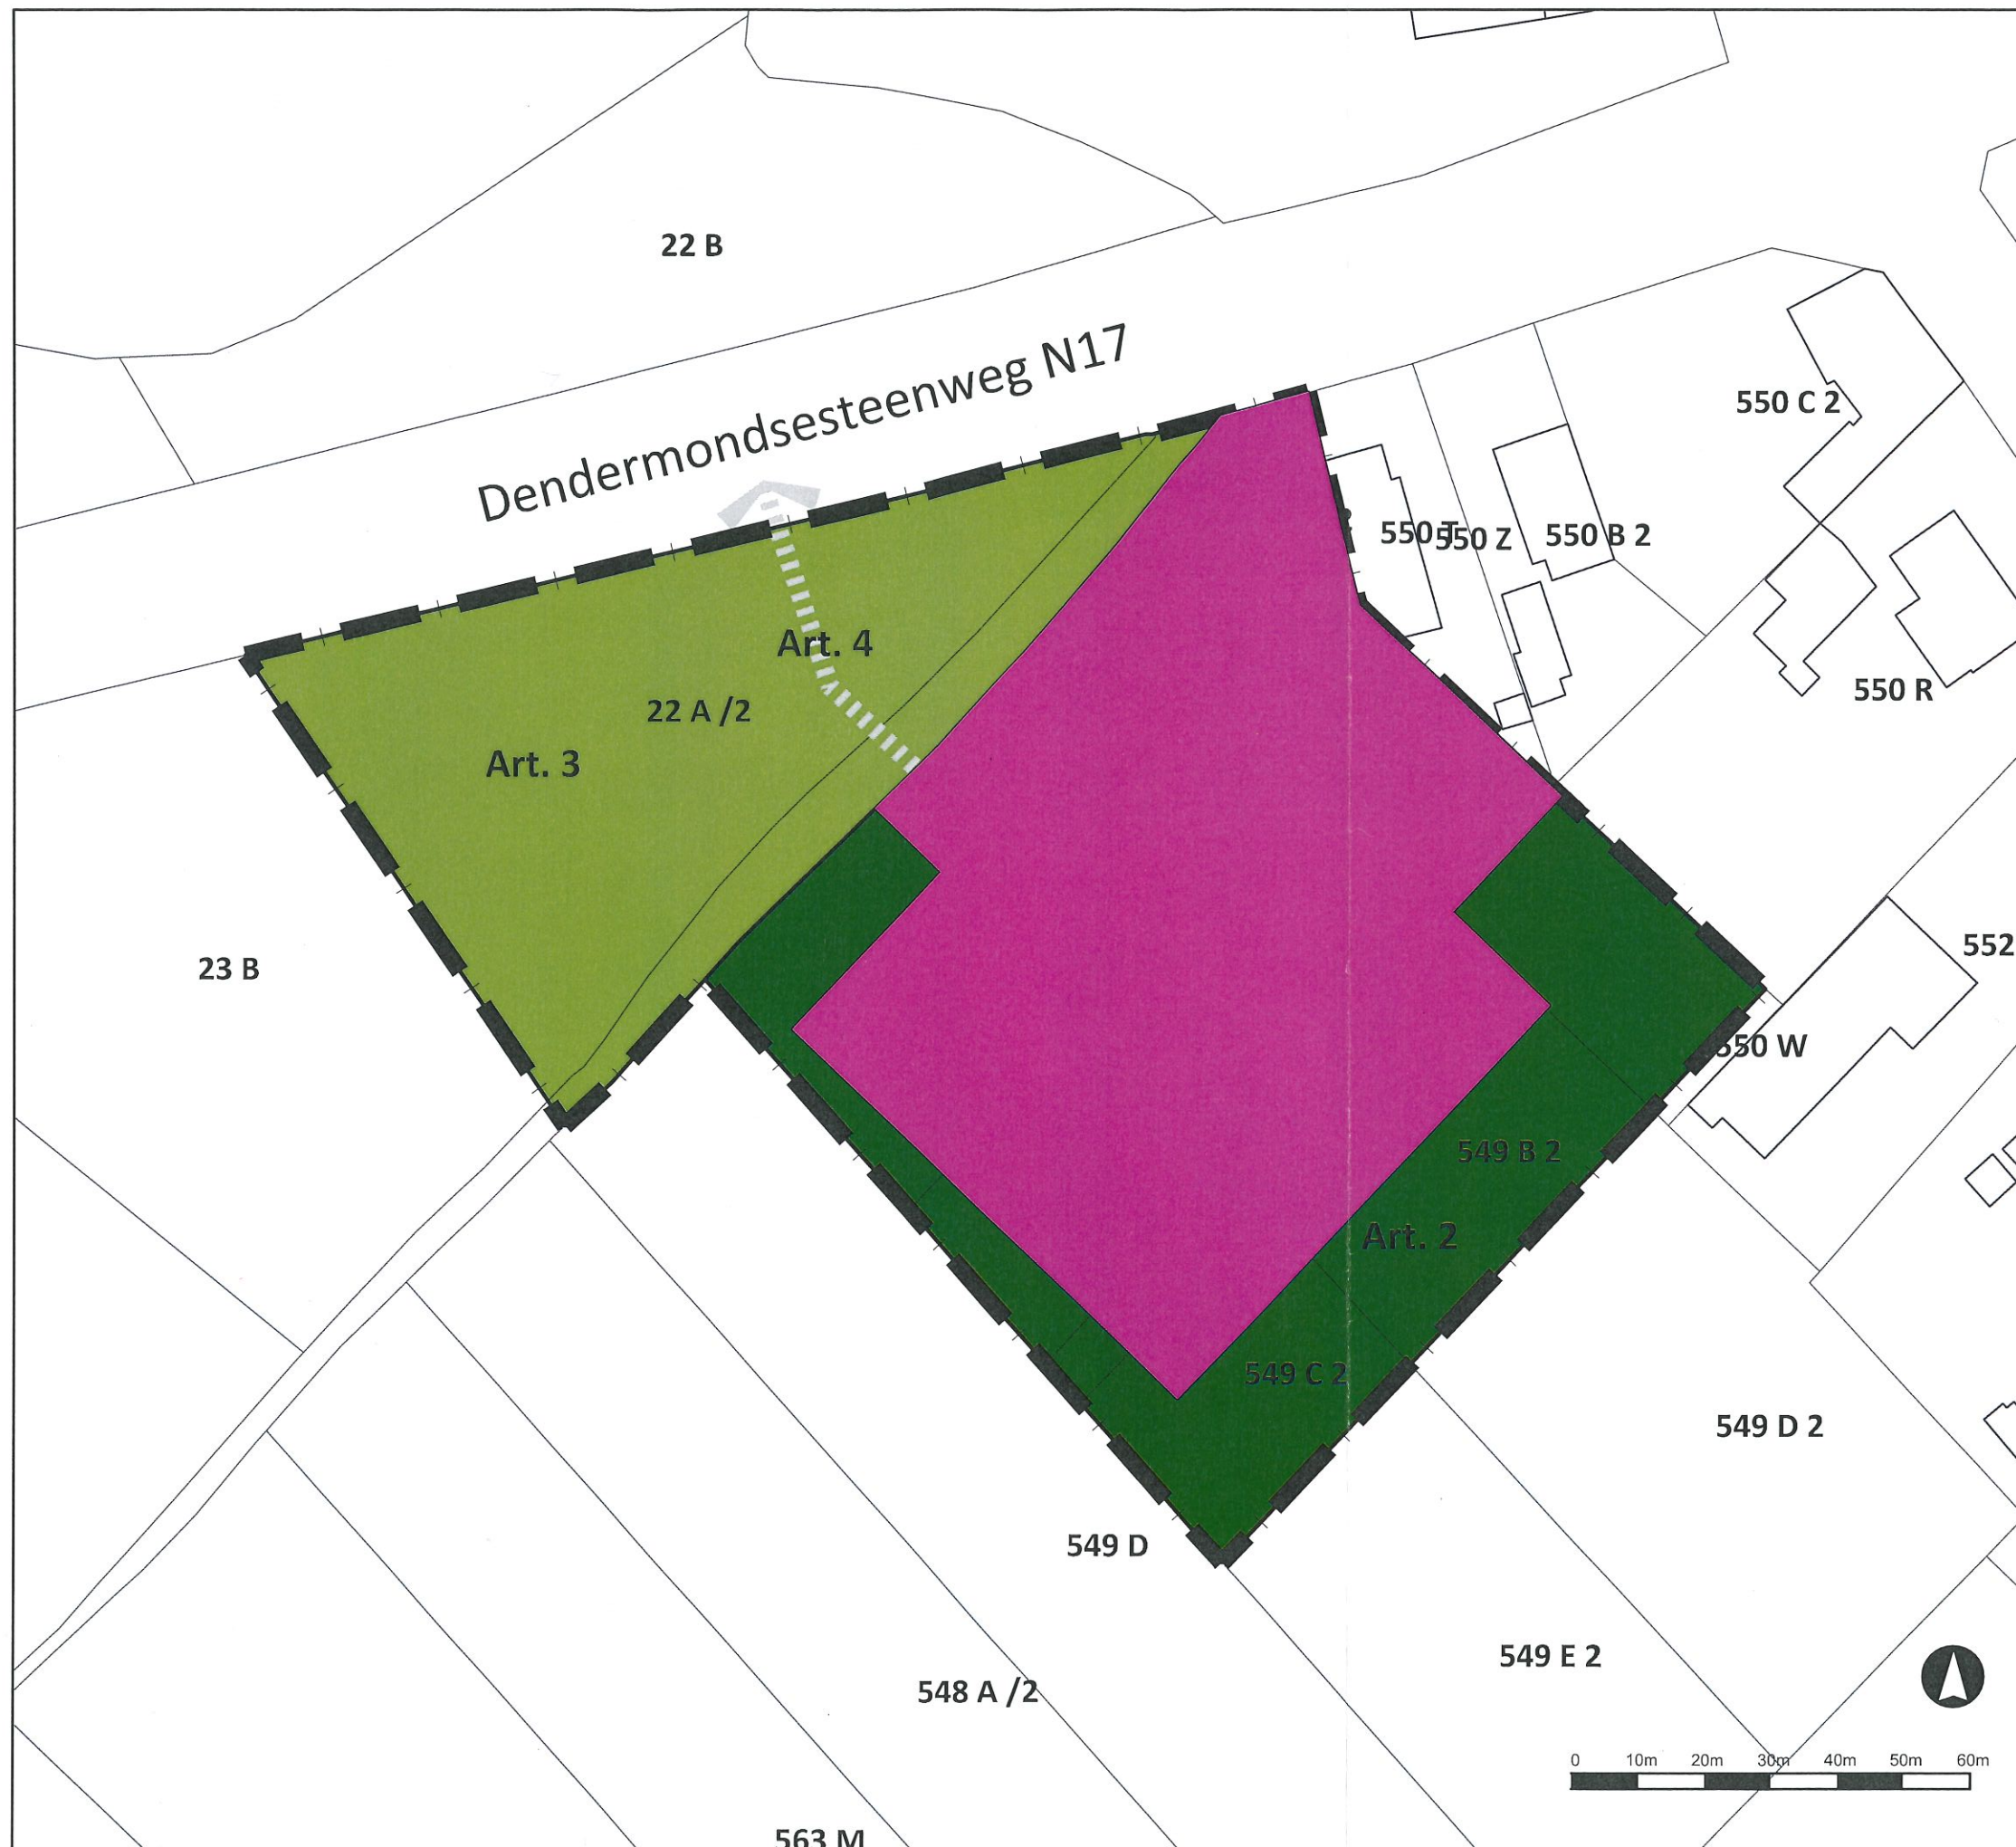 22 B
Dendermondsesteenweg N17
550 C 2
550 T
550 Z
550 B 2
Art. 4
550 R
22 A /2
Art. 3
23 B
552
550 W
549 B 2
Art. 2
549 C 2
549 D 2
549 D
549 E 2
548 A /2
0 10m 20m 30m 40m 50m 60m
563 M